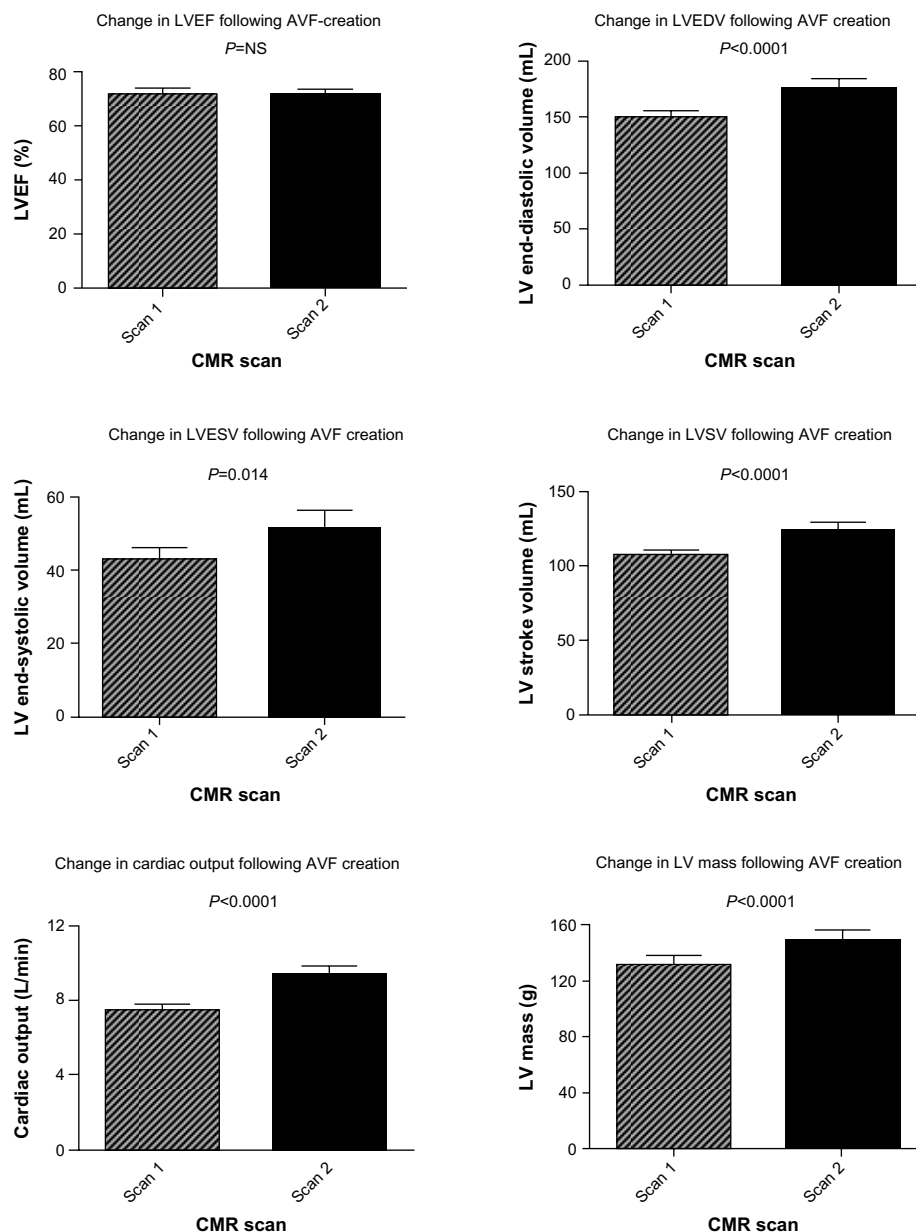 Change in LVEF following AVF-creation
P=NS
LVEF (%)
80
60
40
20
0
Scan 1
Scan 2
CMR scan
Change in LVEDV following AVF creation
P<0.0001
LV end-diastolic volume (mL)
200
150
100
50
0
Scan 1
Scan 2
CMR scan
Change in LVESV following AVF creation
P=0.014
LV end-systolic volume (mL)
60
40
20
0
Scan 1
Scan 2
CMR scan
Change in LVSV following AVF creation
P<0.0001
LV stroke volume (mL)
150
100
50
0
Scan 1
Scan 2
CMR scan
Change in cardiac output following AVF creation
P<0.0001
Cardiac output (L/min)
12
8
4
0
Scan 1
Scan 2
CMR scan
Change in LV mass following AVF creation
P<0.0001
LV mass (g)
160
120
80
40
0
Scan 1
Scan 2
CMR scan